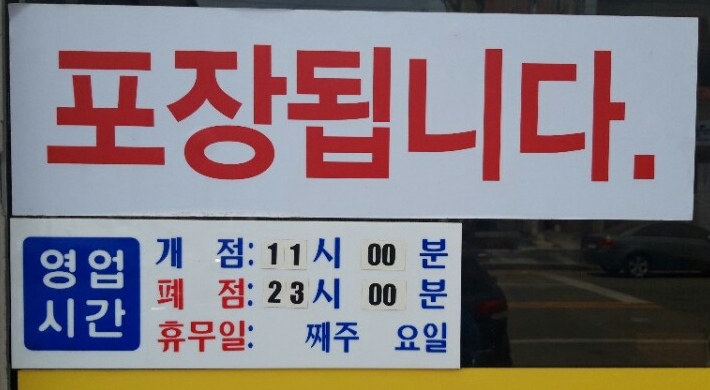 포장됩니다.
영업시간
개 점: 11시 00분
폐 점: 23시 00분
휴무일: 째주 요일